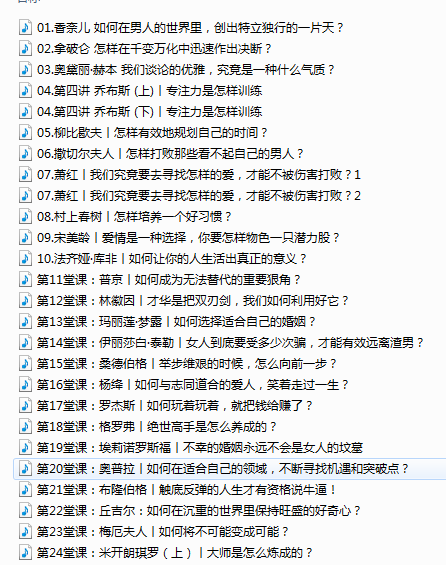 01.香奈儿 如何在男人的世界里，创出特立独行的一片天？
02.拿破仑 怎样在千变万化中迅速作出决断？
03.奥黛丽·赫本 我们谈论的优雅，究竟是一种什么气质？
04.第四讲 乔布斯 (上)丨专注力是怎样训练
04.第四讲 乔布斯 (下)丨专注力是怎样训练
05.柳比歇夫丨怎样有效地规划自己的时间？
06.撒切尔夫人丨怎样打败那些看不起自己的男人？
07.萧红丨我们究竟要去寻找怎样的爱，才能不被伤害打败？1
07.萧红丨我们究竟要去寻找怎样的爱，才能不被伤害打败？2
08.村上春树丨怎样培养一个好习惯？
09.宋美龄丨爱情是一种选择，你要怎样物色一只潜力股？
10.法齐娅·库非丨如何让你的人生活出真正的意义？
第11堂课：普京丨如何成为无法替代的重要狠角？
第12堂课：林徽因丨才华是把双刃剑，我们如何利用好它？
第13堂课：玛丽莲·梦露丨如何选择适合自己的婚姻？
第14堂课：伊丽莎白·泰勒丨女人到底要受多少次骗，才能有效远离渣男？
第15堂课：桑德伯格丨举步维艰的时候，怎么向前一步？
第16堂课：杨绛丨如何与志同道合的爱人，笑着走过一生？
第17堂课：罗杰斯丨如何玩着玩着，就把钱给赚了？
第18堂课：格罗弗丨绝世高手是怎么养成的？
第19堂课：埃莉诺罗斯福丨不幸的婚姻永远不会是女人的坟墓
第20堂课：奥普拉丨如何在适合自己的领域，不断寻找机遇和突破点？
第21堂课：布隆伯格丨触底反弹的人生才有资格说牛逼！
第22堂课：丘吉尔：如何在沉重的世界里保持旺盛的好奇心？
第23堂课：梅厄夫人丨如何将不可能变成可能？
第24堂课：米开朗琪罗（上）丨大师是怎么炼成的？